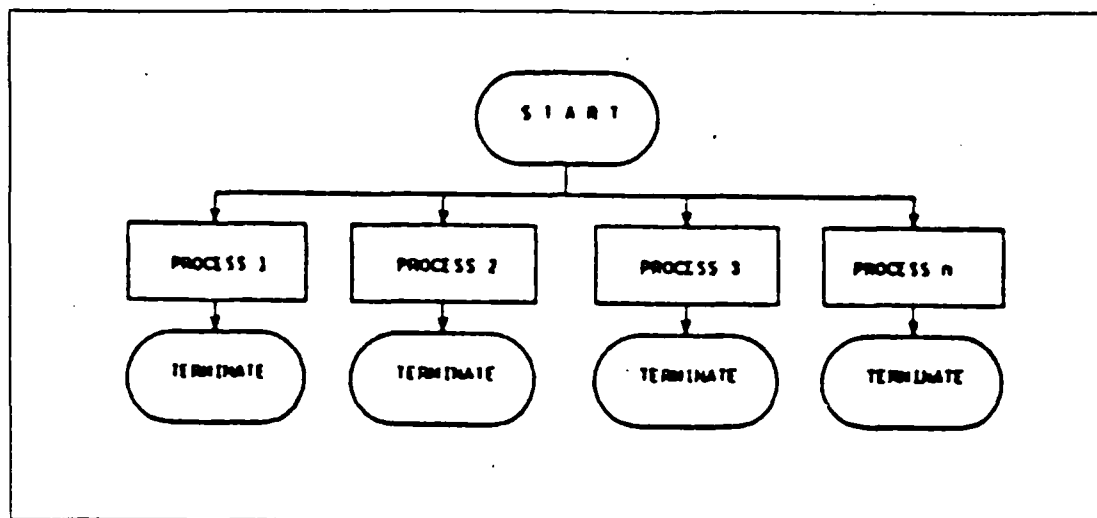 START
PROCESS 1
PROCESS 2
PROCESS 3
PROCESS n
TERMINATE
TERMINATE
TERMINATE
TERMINATE